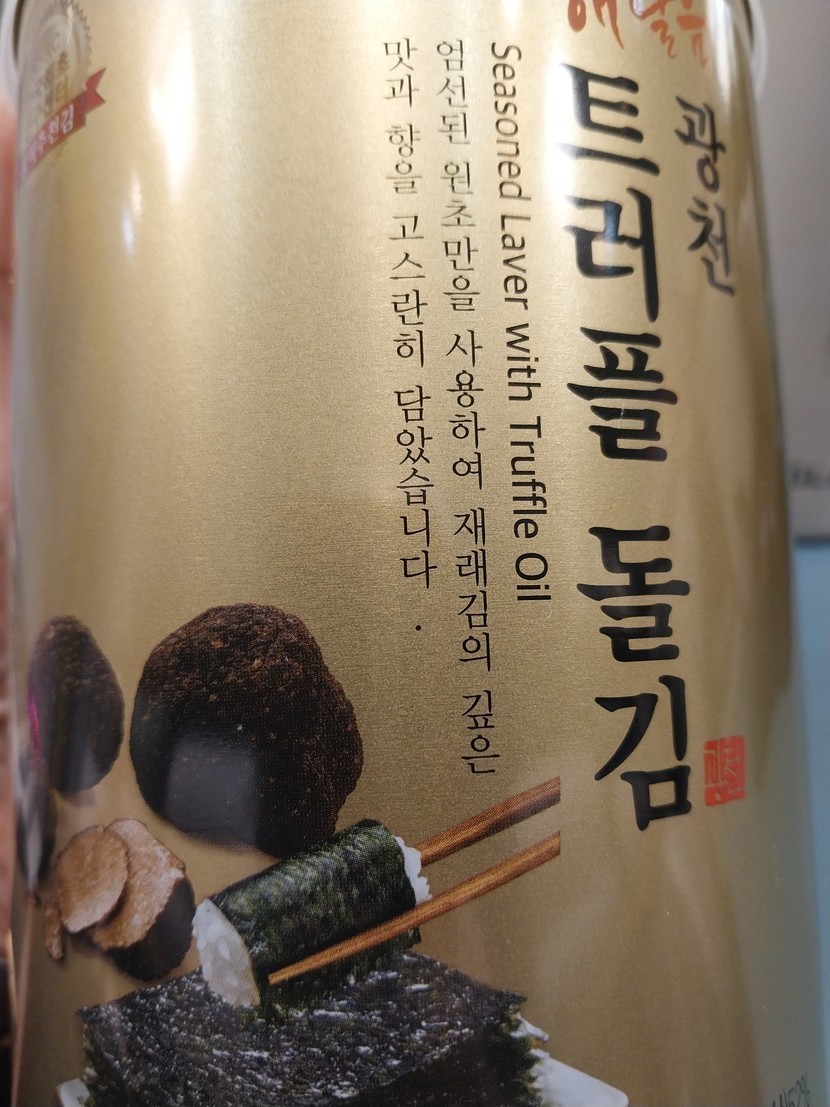 광천
트러플 돌김
Seasoned Laver with Truffle Oil
엄선된 원초만을 사용하여 재래김의 깊은
맛과 향을 고스란히 담았습니다.